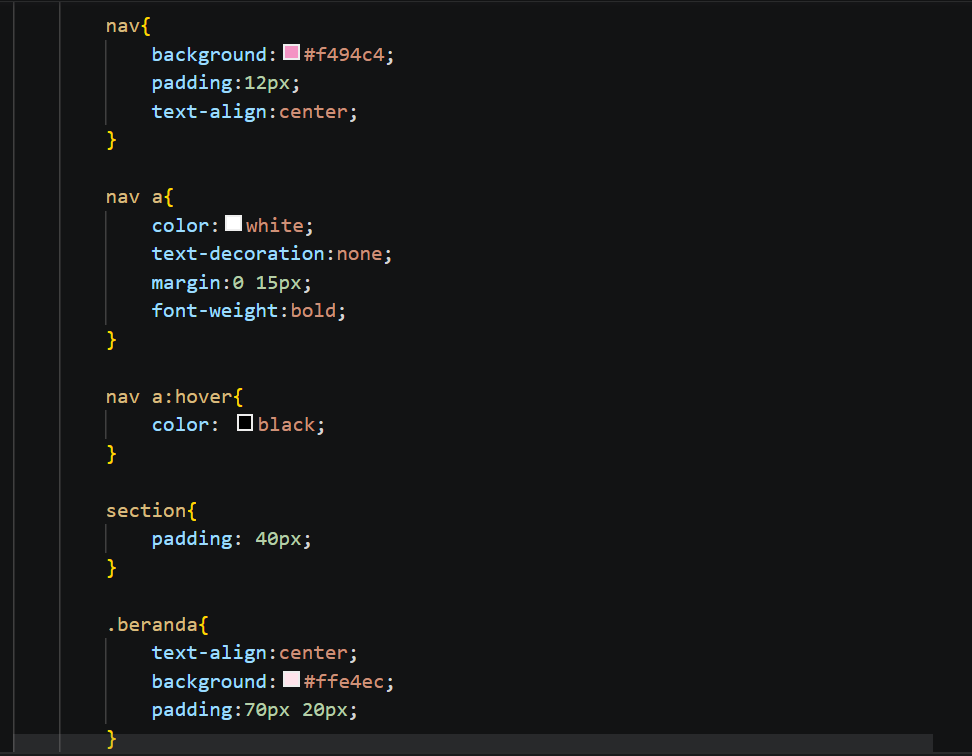 nav{
background:#f494c4;
padding:12px;
text-align:center;
}
nav a{
color:white;
text-decoration:none;
margin:0 15px;
font-weight:bold;
}
nav a:hover{
color: black;
}
section{
padding: 40px;
}
.beranda{
text-align:center;
background:#ffe4ec;
padding:70px 20px;
}